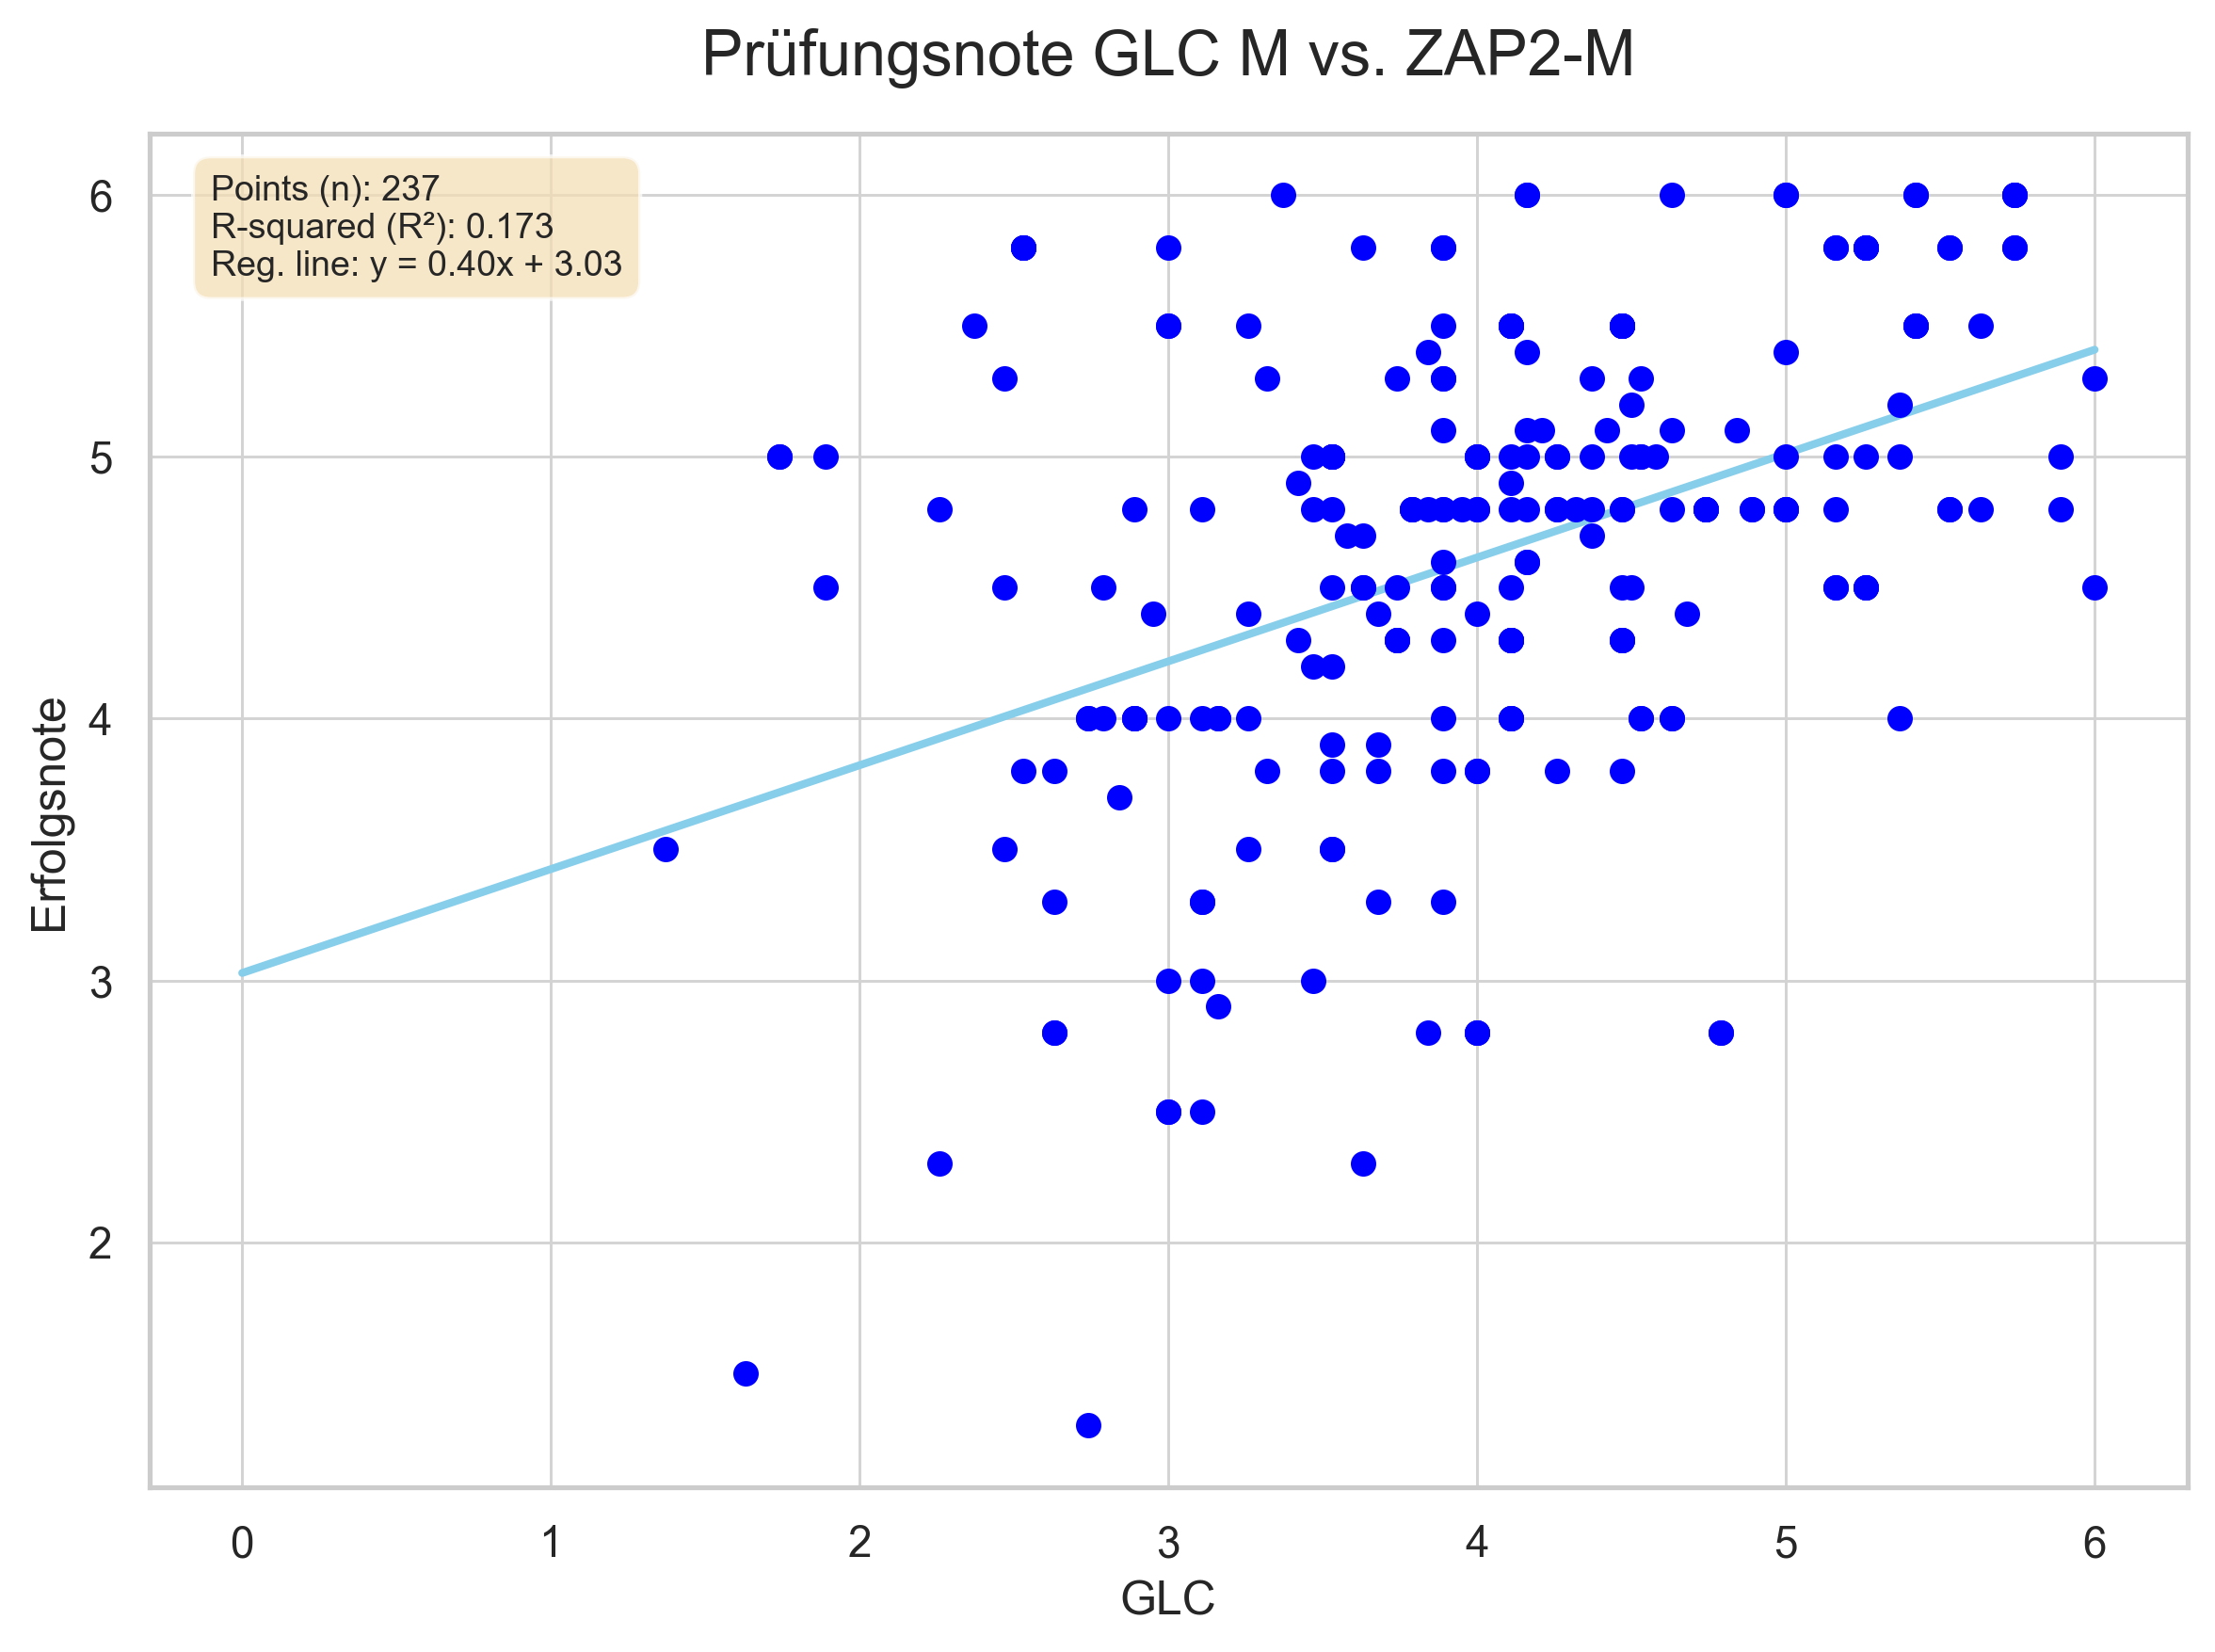 Prüfungsnote GLC M vs. ZAP2-M
Points (n): 237
R-squared (R²): 0.173
Reg. line: y = 0.40x + 3.03
Erfolgsnote
6
5
4
3
2
0 1 2 3 4 5 6
GLC